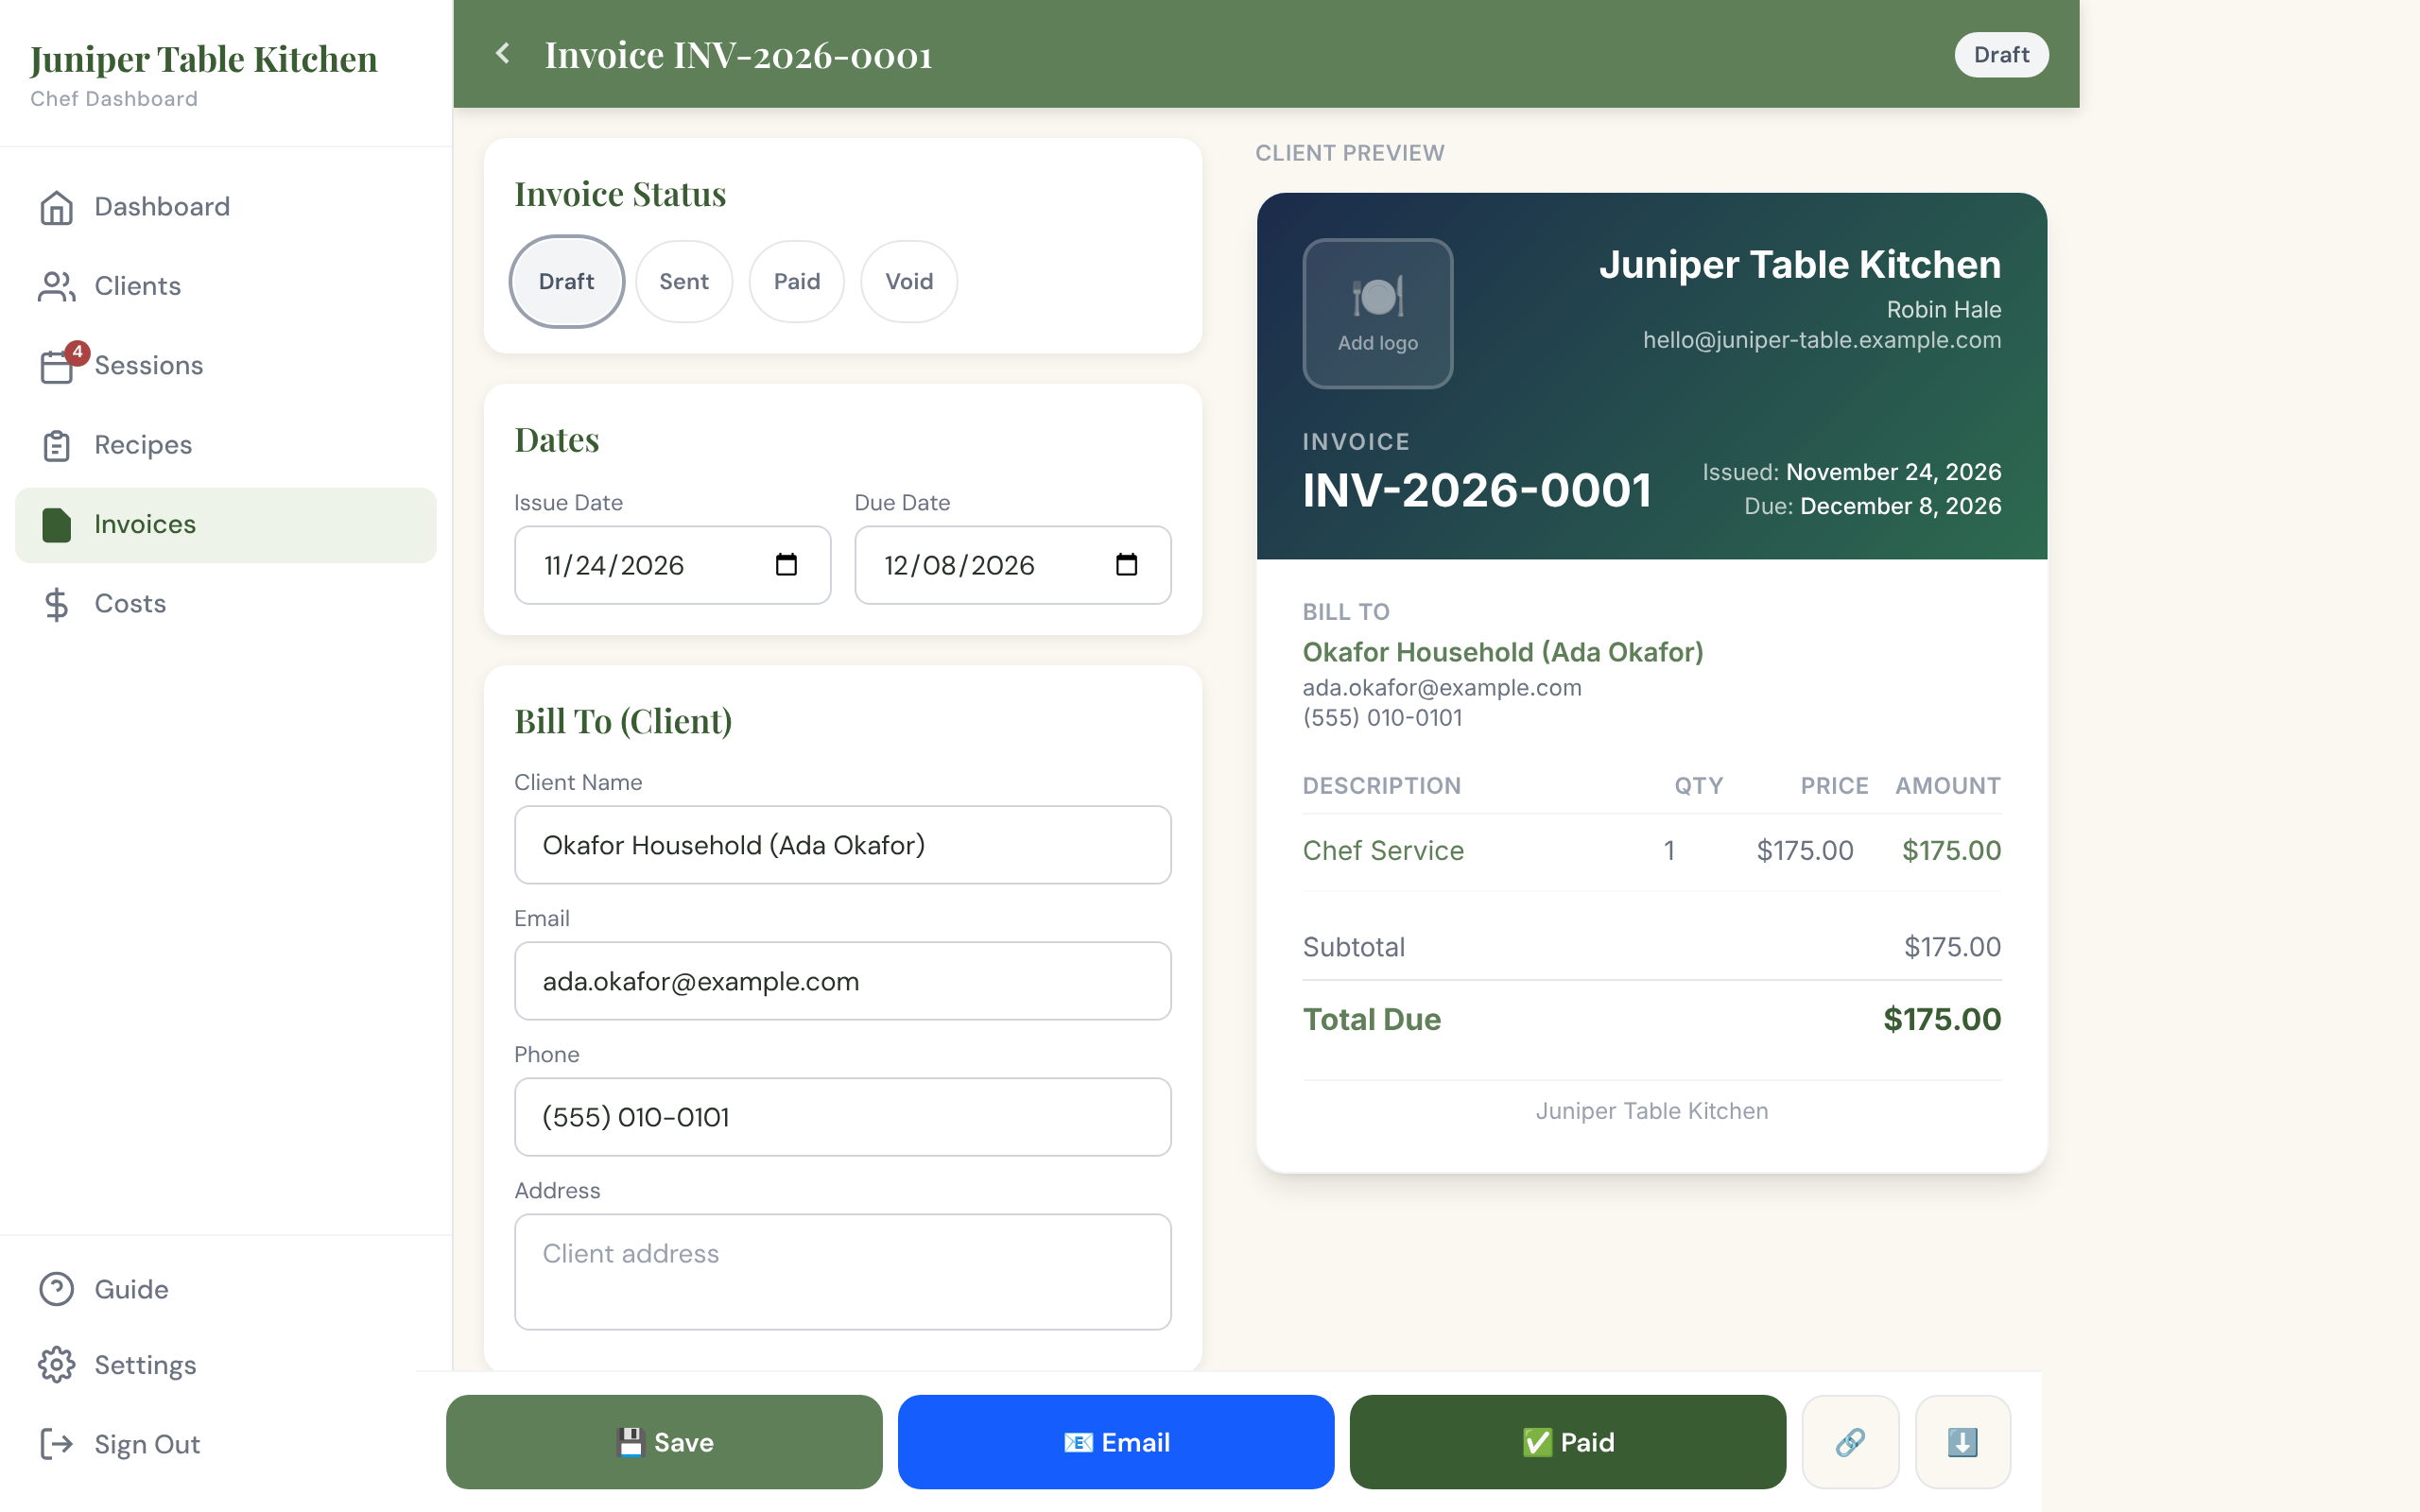 Juniper Table Kitchen
Chef Dashboard
Dashboard
Clients
4
Sessions
Recipes
Invoices
Costs
Guide
Settings
Sign Out
Invoice INV-2026-0001
Draft
Invoice Status
Draft
Sent
Paid
Void
Dates
Issue Date
Due Date
11/24/2026
12/08/2026
Bill To (Client)
Client Name
Okafor Household (Ada Okafor)
Email
ada.okafor@example.com
Phone
(555) 010-0101
Address
Client address
CLIENT PREVIEW
Add logo
Juniper Table Kitchen
Robin Hale
hello@juniper-table.example.com
INVOICE
INV-2026-0001
Issued: November 24, 2026
Due: December 8, 2026
BILL TO
Okafor Household (Ada Okafor)
ada.okafor@example.com
(555) 010-0101
DESCRIPTION QTY PRICE AMOUNT
Chef Service 1 $175.00 $175.00
Subtotal $175.00
Total Due $175.00
Juniper Table Kitchen
💾 Save
📧 Email
✅ Paid